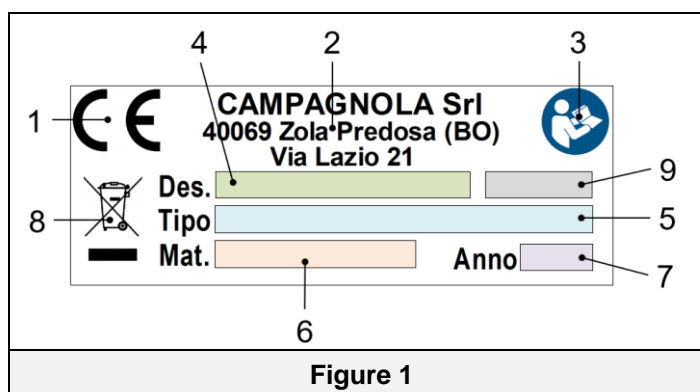 4 2 3
CE CAMPAGNOLA Srl
1 40069 Zola Predosa (BO)
Via Lazio 21
9
Des.
8 Tipo 5
Mat. Anno
7
6
Figure 1